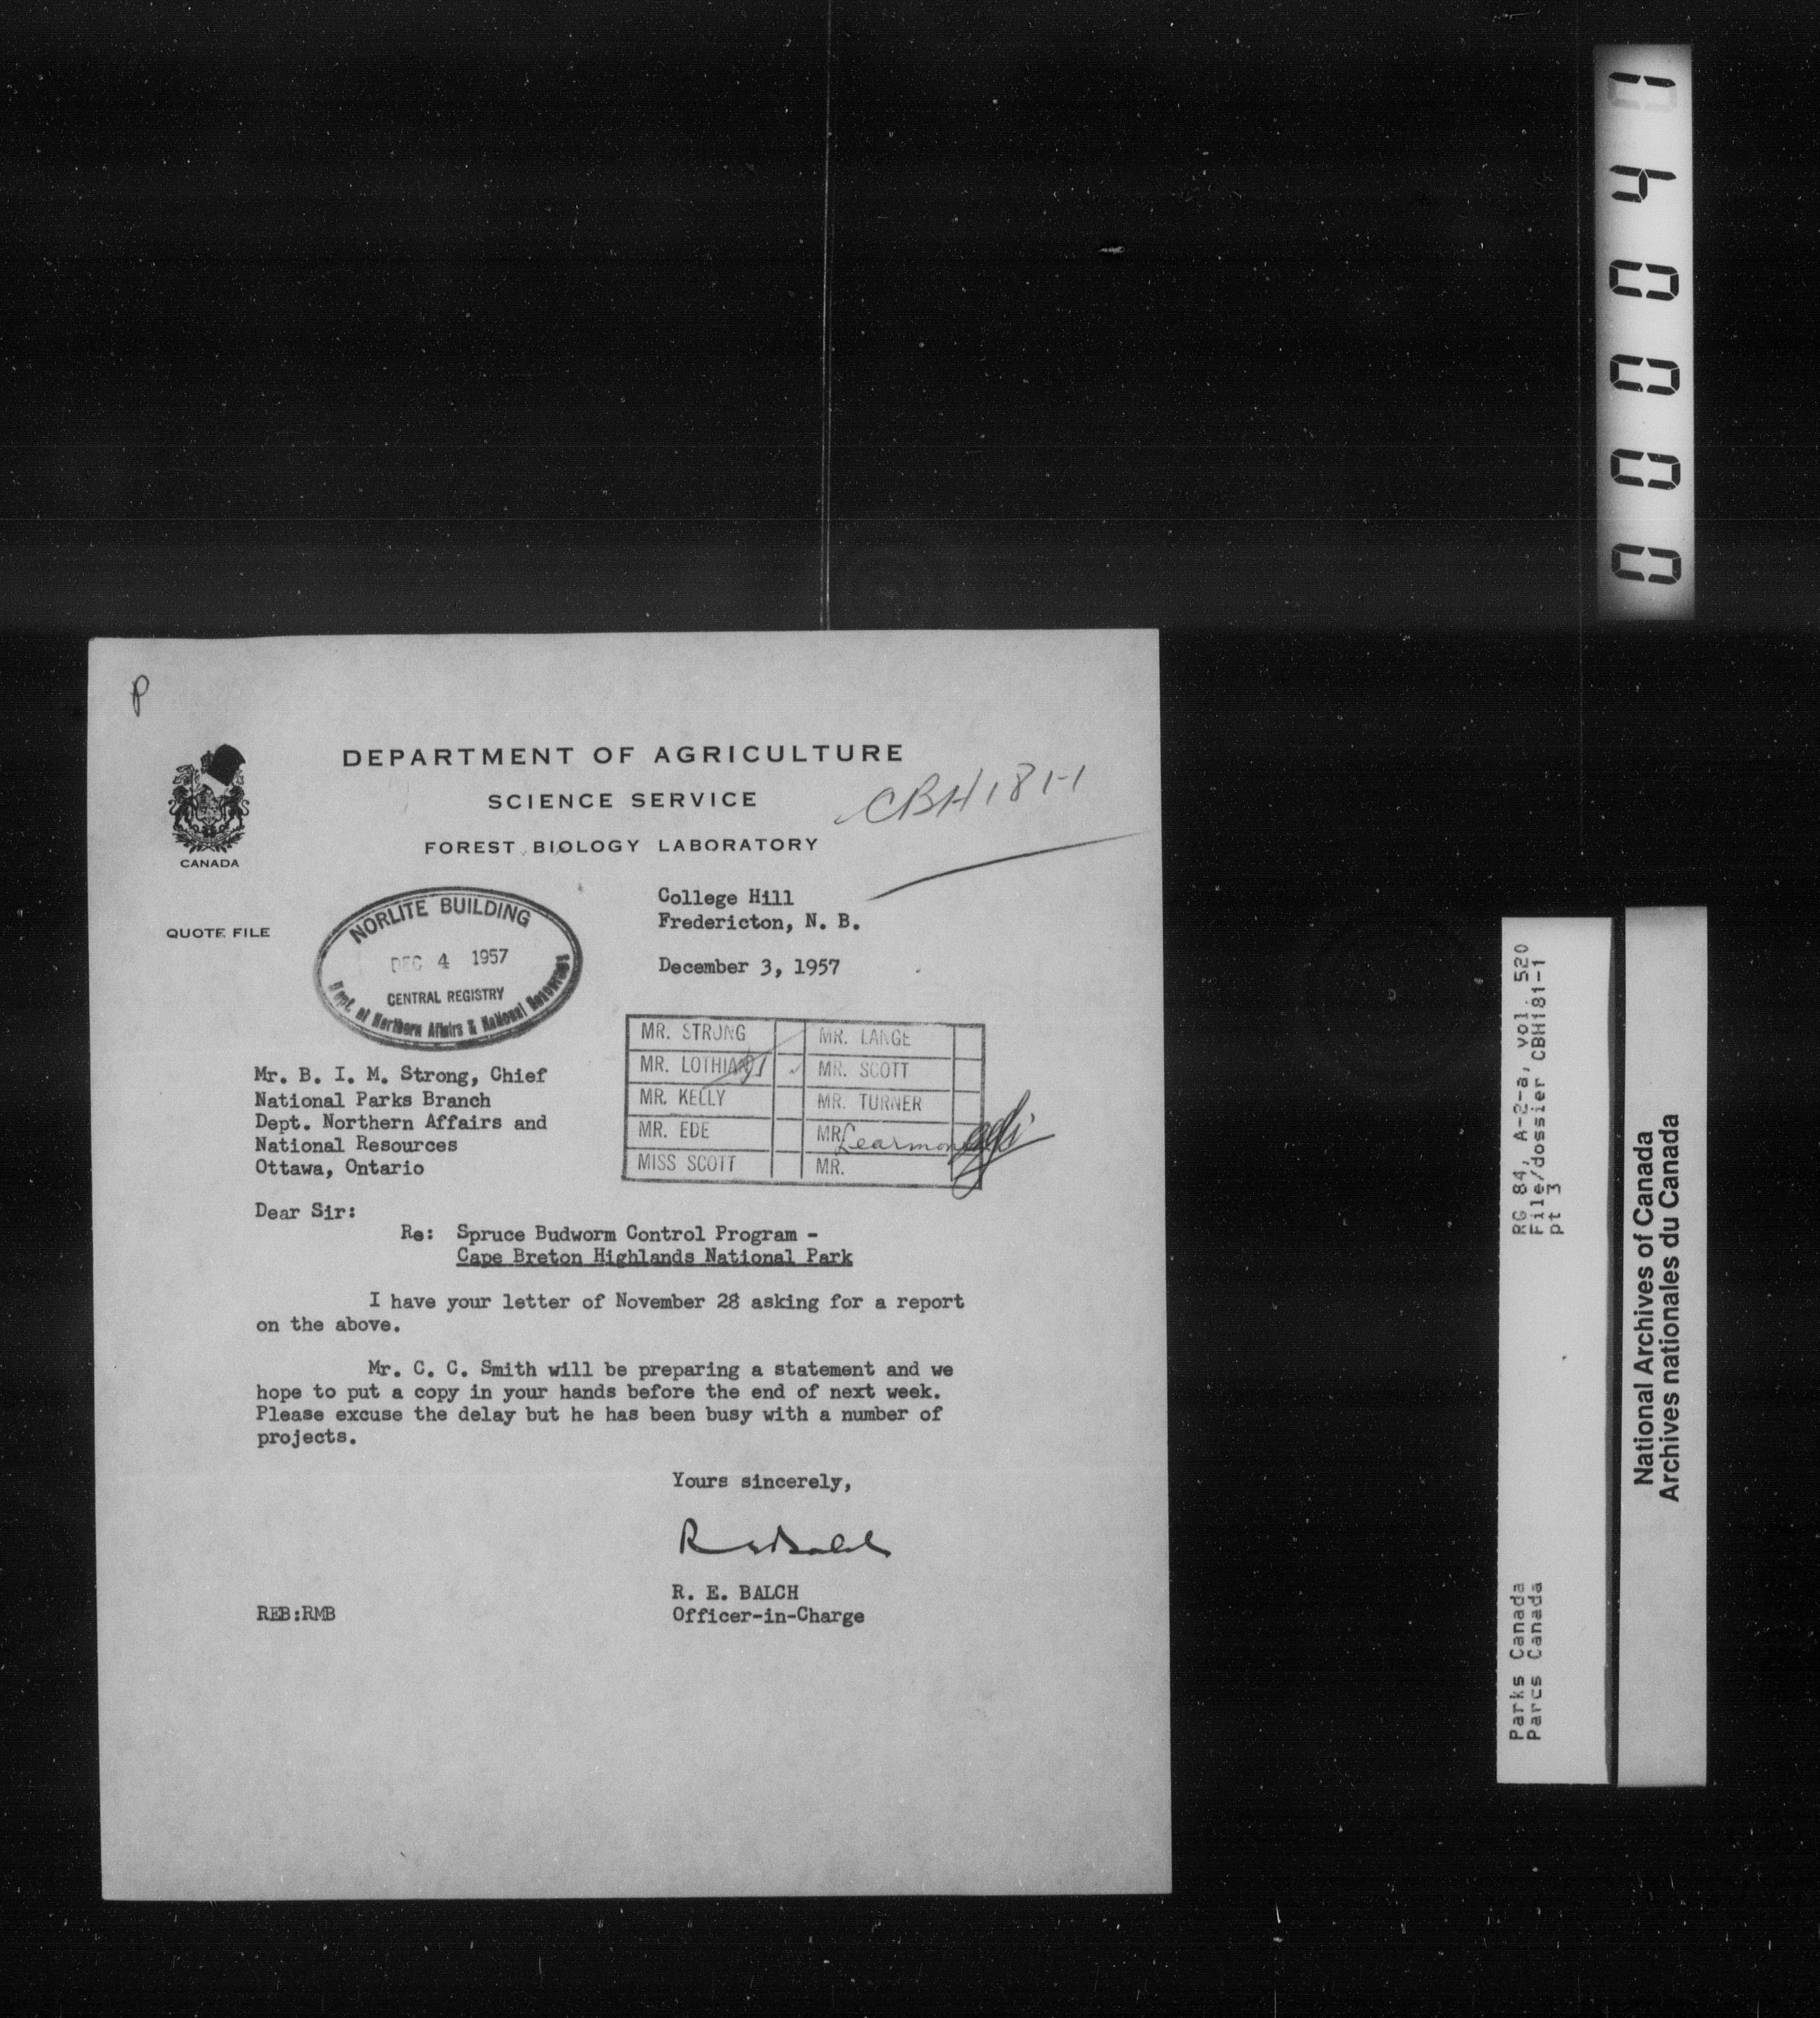 P
DEPARTMENT OF AGRICULTURE
SCIENCE SERVICE
FOREST BIOLOGY LABORATORY
CANADA
CBH181-1
QUOTE FILE
NORLITE BUILDING
DEC 4 1957
CENTRAL REGISTRY
Dept. of Northern Affairs & National Resources
College Hill
Fredericton, N. B.
December 3, 1957
MR. STRONG MR. LANGE
MR. LOTHIAN MR. SCOTT
MR. KELLY MR. TURNER
MR. EDE MR.
MISS SCOTT MR.
Mr. B. I. M. Strong, Chief
National Parks Branch
Dept. Northern Affairs and
National Resources
Ottawa, Ontario
Dear Sir:
Re: Spruce Budworm Control Program -
Cape Breton Highlands National Park
I have your letter of November 28 asking for a report
on the above.
Mr. C. C. Smith will be preparing a statement and we
hope to put a copy in your hands before the end of next week.
Please excuse the delay but he has been busy with a number of
projects.
Yours sincerely,
R. E. BALCH
REB:RMB Officer-in-Charge
RG 84, A-2-a, vol. 520
File/dossier CBH181-1
pt 3
Parks Canada
Parcs Canada
National Archives of Canada
Archives nationales du Canada